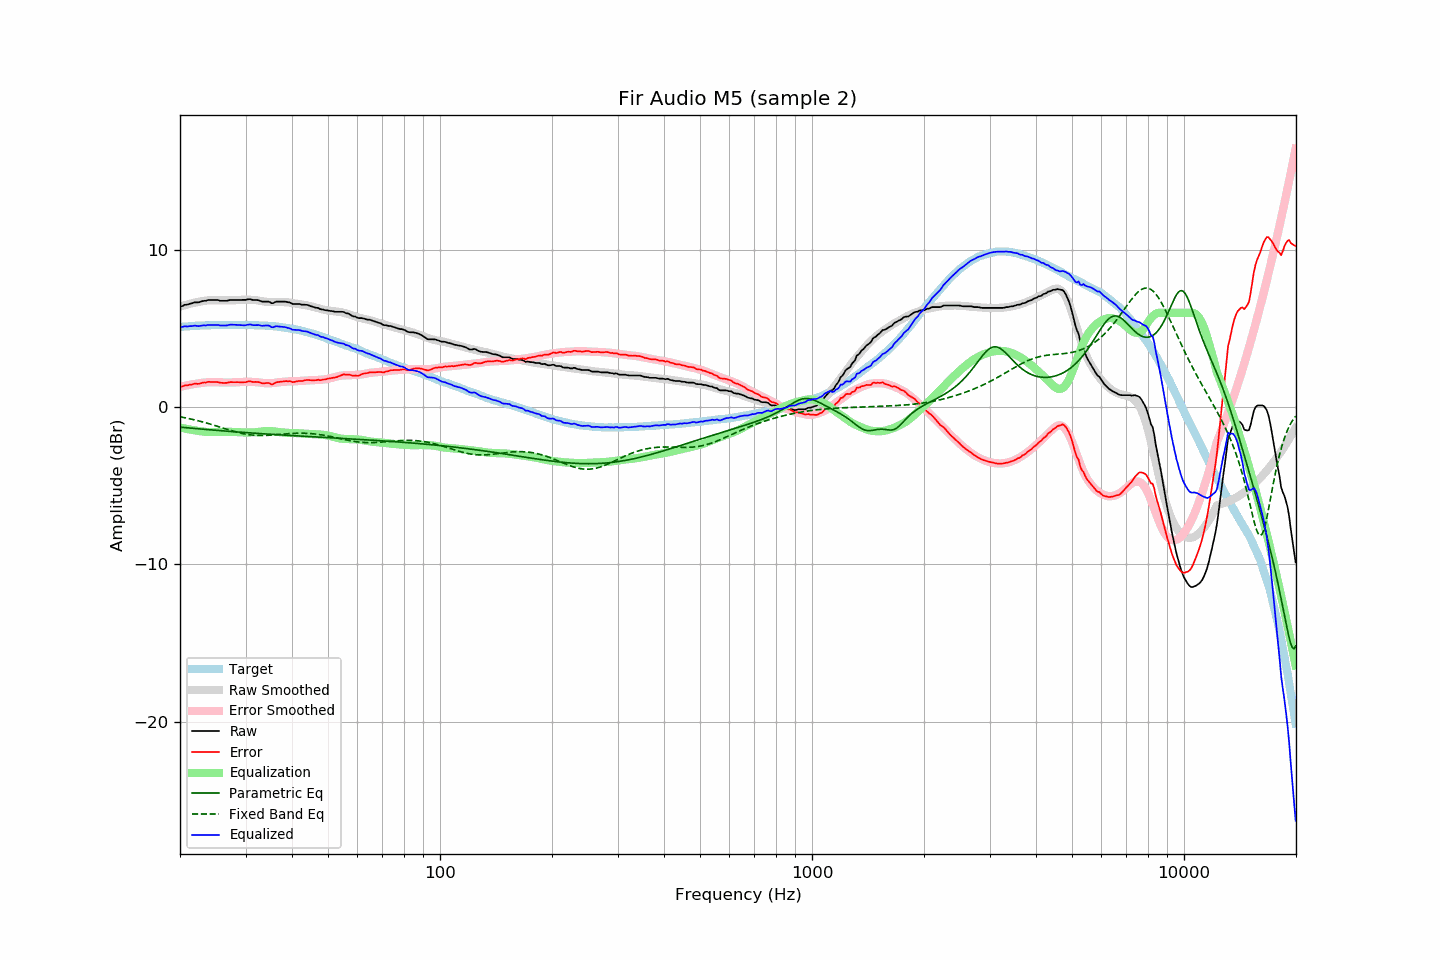 Fir Audio M5 (sample 2)
Amplitude (dBr)
10
0
−10
−20
Target
Raw Smoothed
Error Smoothed
Raw
Error
Equalization
Parametric Eq
Fixed Band Eq
Equalized
100
1000
10000
Frequency (Hz)